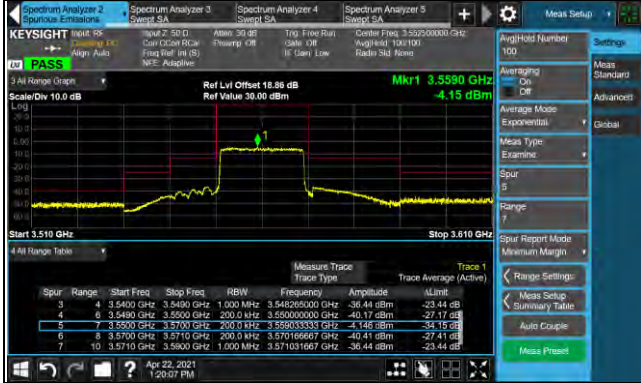 Spectrum Analyzer 2
Spurious Emissions
Spectrum Analyzer 3
Swept SA
Spectrum Analyzer 4
Swept SA
Spectrum Analyzer 5
Swept SA
+
Meas Setup
KEYSIGHT
Input: RF
Coupling: DC
Align: Auto
Input Z: 50 Ω
Corr CCorr RCal
Freq Ref: Int (S)
NFE: Adaptive
Atten: 30 dB
Preamp: Off
Trig: Free Run
Gate: Off
IF Gain: Low
Center Freq: 3.552500000 GHz
Avg|Hold: 100/100
Radio Std: None
LXI PASS
3 All Range Graph
Scale/Div 10.0 dB
Ref Lvl Offset 18.86 dB
Ref Value 30.00 dBm
Mkr1 3.5590 GHz
-4.15 dBm
Log
1
Start 3.510 GHz
Stop 3.610 GHz
4 All Range Table
Measure Trace
Trace 1
Trace Type
Trace Average (Active)
Spur Range Start Freq Stop Freq RBW Frequency Amplitude ΔLimit
3 4 3.5400 GHz 3.5490 GHz 1.000 MHz 3.548265000 GHz -36.44 dBm -23.44 dB
4 6 3.5490 GHz 3.5500 GHz 200.0 kHz 3.550000000 GHz -40.17 dBm -27.17 dB
5 7 3.5500 GHz 3.5700 GHz 200.0 kHz 3.559033333 GHz -4.146 dBm -34.15 dB
6 8 3.5700 GHz 3.5710 GHz 200.0 kHz 3.570166667 GHz -40.41 dBm -27.41 dB
7 10 3.5710 GHz 3.5900 GHz 1.000 MHz 3.571031667 GHz -36.44 dBm -23.44 dB
Avg|Hold Number
100
Averaging
On
Off
Average Mode
Exponential
Meas Type
Examine
Spur
5
Range
7
Spur Report Mode
Minimum Margin
Range Settings
Meas Setup
Summary Table
Auto Couple
Meas Preset
Settings
Meas
Standard
Advanced
Global
?
Apr 22, 2021
1:20:07 PM